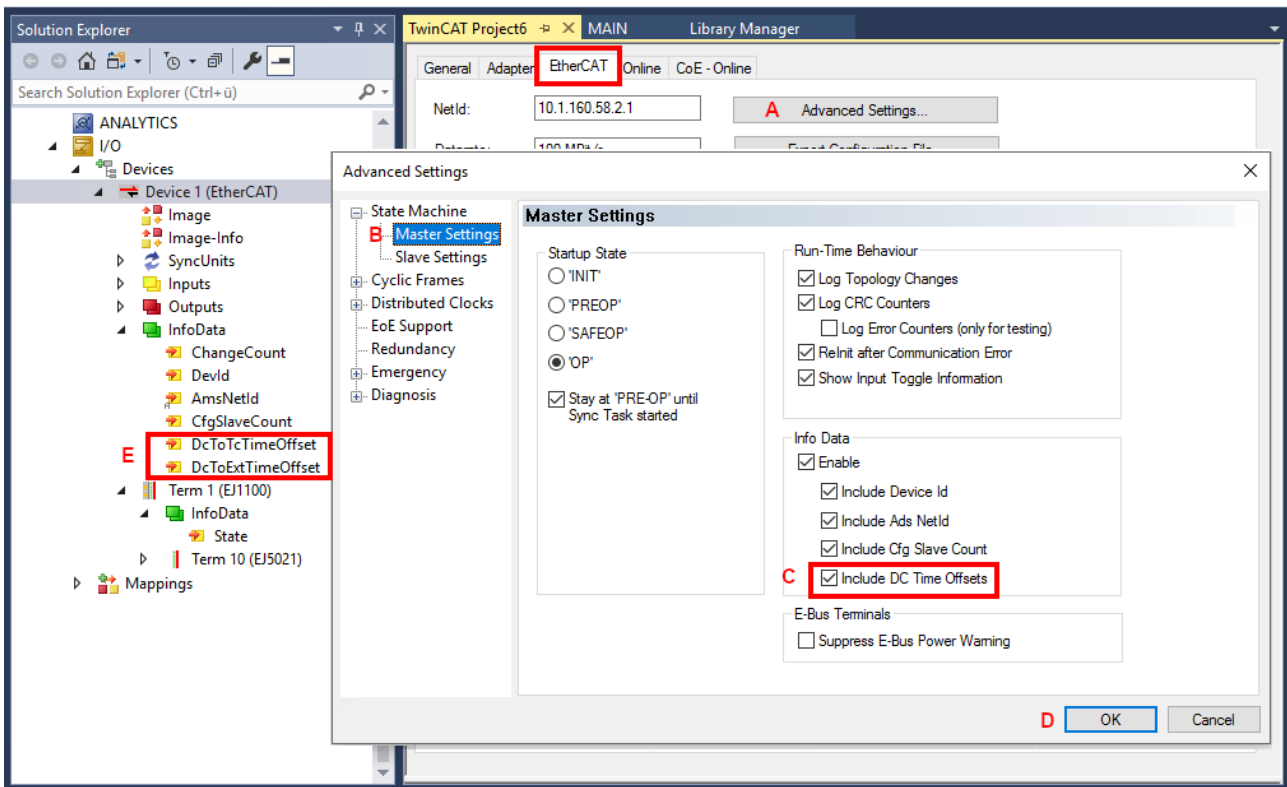 Solution Explorer
Search Solution Explorer (Ctrl+ü)
ANALYTICS
I/O
Devices
Device 1 (EtherCAT)
Image
Image-Info
SyncUnits
Inputs
Outputs
InfoData
ChangeCount
DevId
AmsNetId
CfgSlaveCount
E
DcToTcTimeOffset
DcToExtTimeOffset
Term 1 (EJ1100)
InfoData
State
Term 10 (EJ5021)
Mappings
TwinCAT Project6 MAIN Library Manager
General Adapter EtherCAT Online CoE - Online
NetId: 10.1.160.58.2.1 A Advanced Settings...
Advanced Settings
State Machine
B Master Settings
Slave Settings
Cyclic Frames
Distributed Clocks
EoE Support
Redundancy
Emergency
Diagnosis
Master Settings
Startup State
'INIT'
'PREOP'
'SAFEOP'
'OP'
Stay at 'PRE-OP' until
Sync Task started
Run-Time Behaviour
Log Topology Changes
Log CRC Counters
Log Error Counters (only for testing)
ReInit after Communication Error
Show Input Toggle Information
Info Data
Enable
Include Device Id
Include Ads NetId
Include Cfg Slave Count
C Include DC Time Offsets
E-Bus Terminals
Suppress E-Bus Power Warning
D OK Cancel